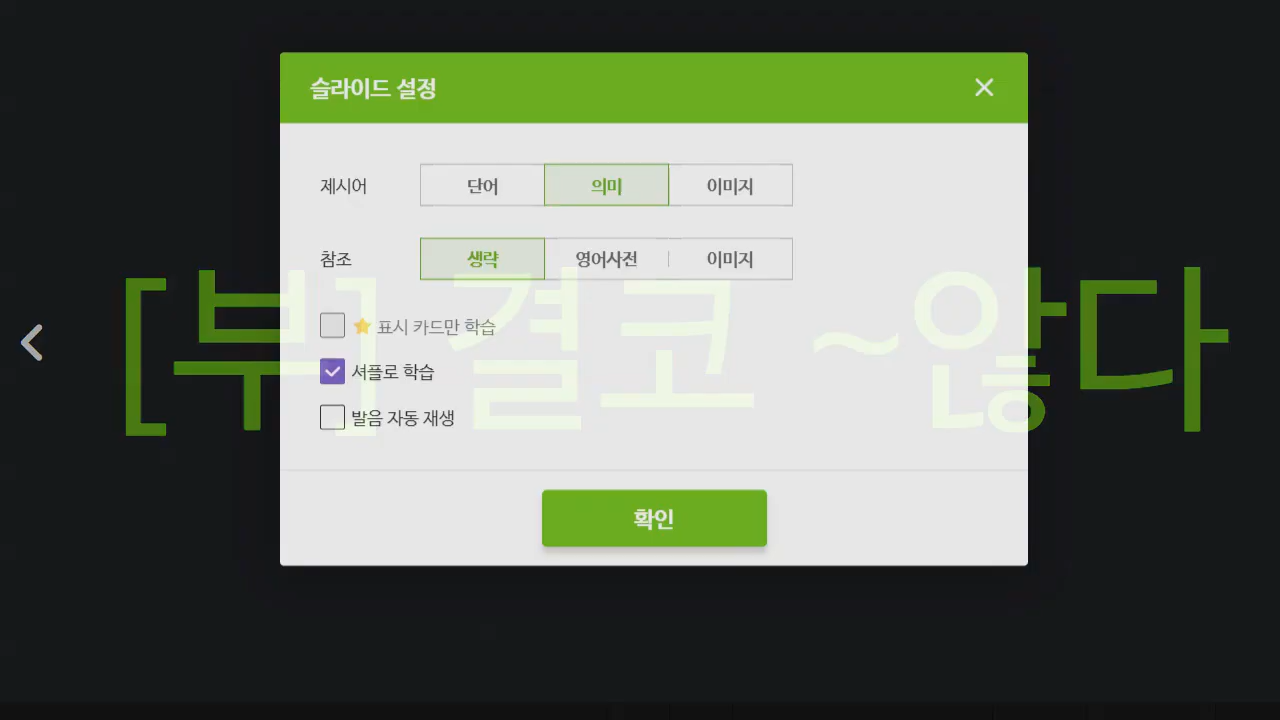 슬라이드 설정
제시어 단어 의미 이미지
참조 생략 영어사전 이미지
표시 카드만 학습
셔플로 학습
발음 자동 재생
[부] 결코 ~않다
확인